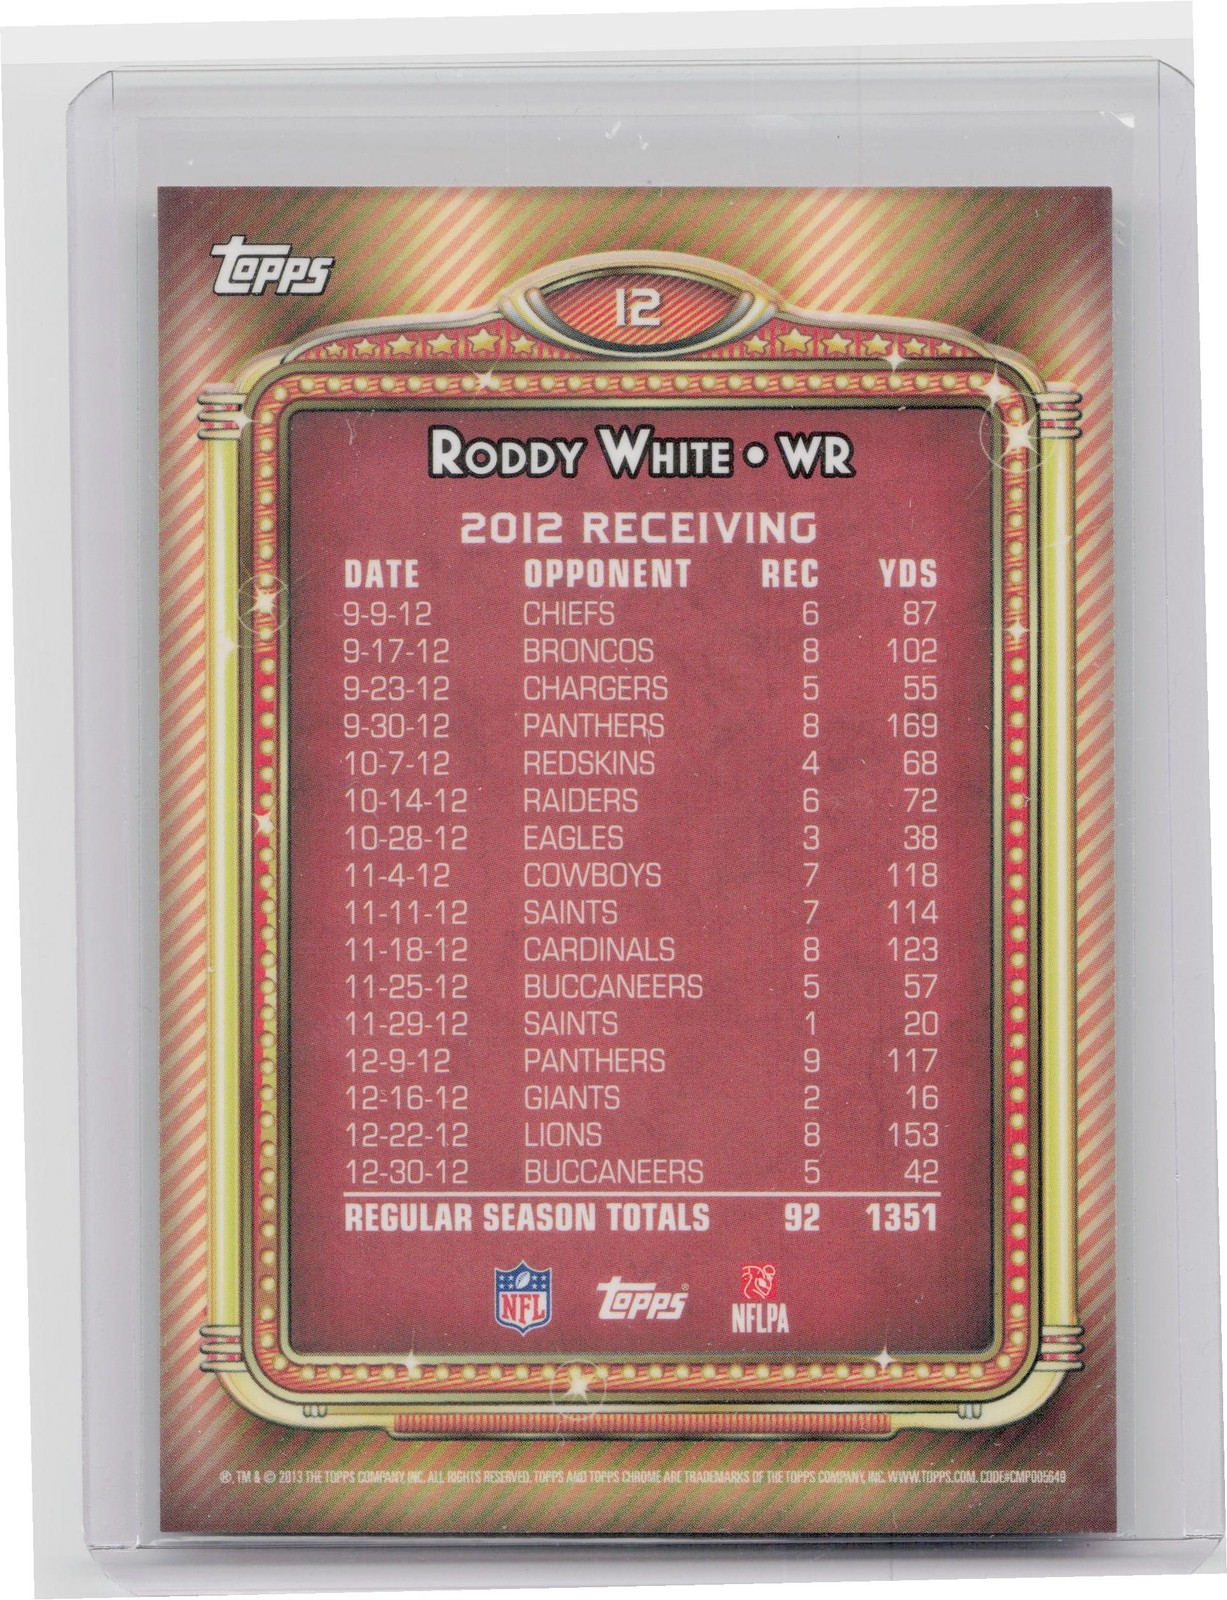 TOPPS
12
RODDY WHITE • WR
2012 RECEIVING
DATE OPPONENT REC YDS
9-9-12 CHIEFS 6 87
9-17-12 BRONCOS 8 102
9-23-12 CHARGERS 5 55
9-30-12 PANTHERS 8 169
10-7-12 REDSKINS 4 68
10-14-12 RAIDERS 6 72
10-28-12 EAGLES 3 38
11-4-12 COWBOYS 7 118
11-11-12 SAINTS 7 114
11-18-12 CARDINALS 8 123
11-25-12 BUCCANEERS 5 57
11-29-12 SAINTS 1 20
12-9-12 PANTHERS 9 117
12-16-12 GIANTS 2 16
12-22-12 LIONS 8 153
12-30-12 BUCCANEERS 5 42
REGULAR SEASON TOTALS 92 1351
NFL TOPPS® NFLPA
®, TM & © 2013 THE TOPPS COMPANY, INC. ALL RIGHTS RESERVED. TOPPS AND TOPPS CHROME ARE TRADEMARKS OF THE TOPPS COMPANY, INC. WWW.TOPPS.COM. CODE#CMP005649